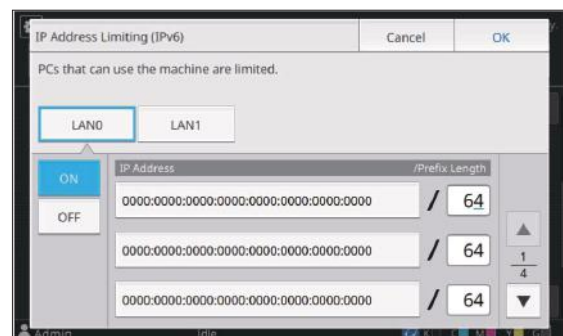 IP Address Limiting (IPv6)
Cancel
OK
PCs that can use the machine are limited.
LAN0
LAN1
ON
OFF
IP Address
/Prefix Length
0000:0000:0000:0000:0000:0000:0000:0000 / 64
0000:0000:0000:0000:0000:0000:0000:0000 / 64
0000:0000:0000:0000:0000:0000:0000:0000 / 64
1
4
Admin
Idle
K
C
M
Y